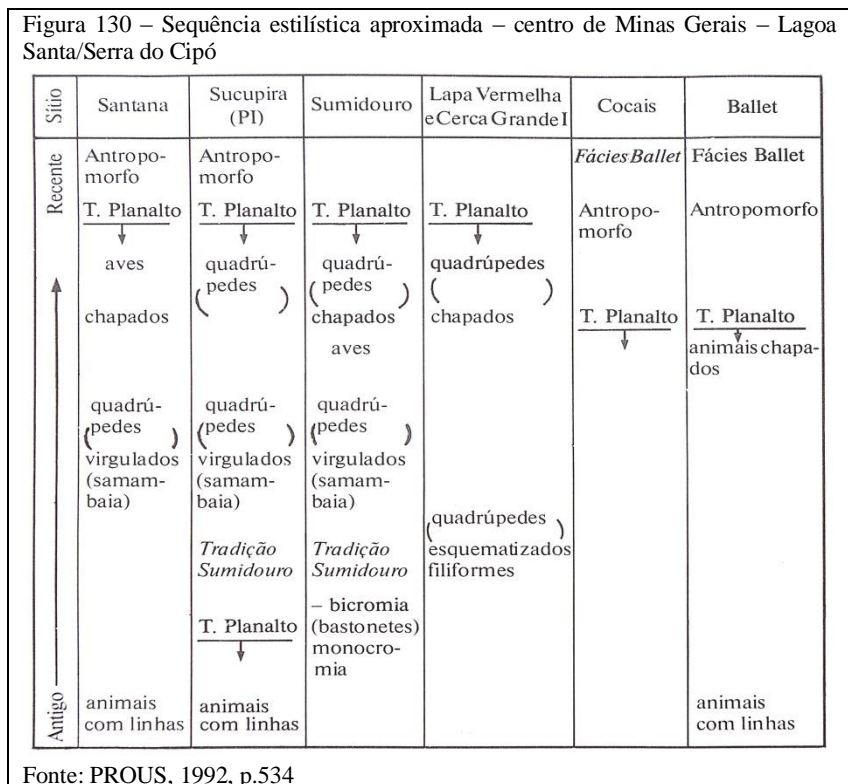 Figura 130 – Sequência estilística aproximada – centro de Minas Gerais – Lagoa
Santa/Serra do Cipó
Sítio
Santana
Sucupira
(PI)
Sumidouro
Lapa Vermelha
e Cerca Grande I
Cocais
Ballet
Recente
Antigo
Antropo-
morfo
T. Planalto
aves
chapados
quadrú-
(pedes )
virgulados
(samam-
baia)
animais
com linhas
Antropo-
morfo
T. Planalto
quadrú-
(pedes )
quadrú-
(pedes )
virgulados
(samam-
baia)
Tradição
Sumidouro
T. Planalto
animais
com linhas
T. Planalto
quadrú-
(pedes )
chapados
aves
quadrú-
(pedes )
virgulados
(samam-
baia)
Tradição
Sumidouro
– bicromia
(bastonetes)
monocro-
mia
T. Planalto
quadrúpedes
( )
chapados
(quadrúpedes )
esquematizados
filiformes
Fácies Ballet
Antropo-
morfo
T. Planalto
Fácies Ballet
Antropomorfo
T. Planalto
animais chapa-
dos
animais
com linhas
Fonte: PROUS, 1992, p.534